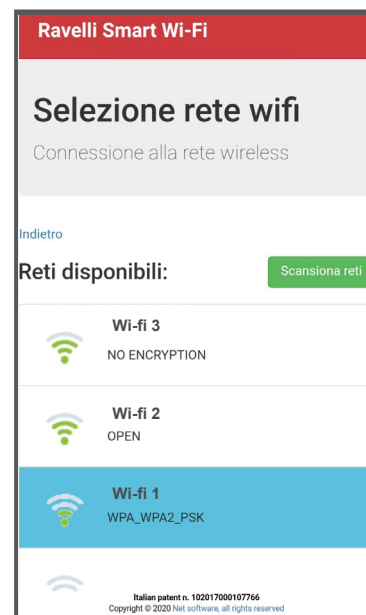 Ravelli Smart Wi-Fi
Selezione rete wifi
Connessione alla rete wireless
Indietro
Reti disponibili:
Scansiona reti
Wi-fi 3
NO ENCRYPTION
Wi-fi 2
OPEN
Wi-fi 1
WPA_WPA2_PSK
Italian patent n. 102017000107766
Copyright © 2020 Net software, all rights reserved